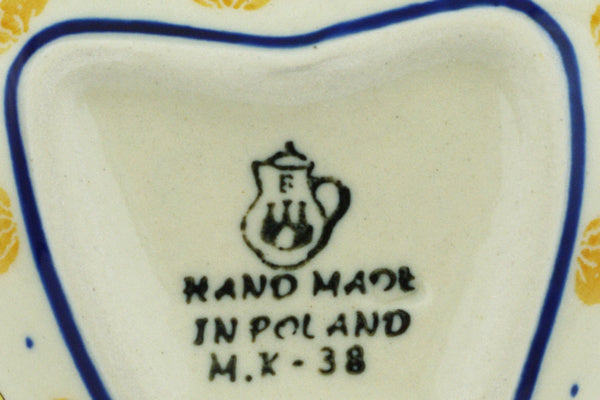 B
HAND MADE
IN POLAND
M.K-38